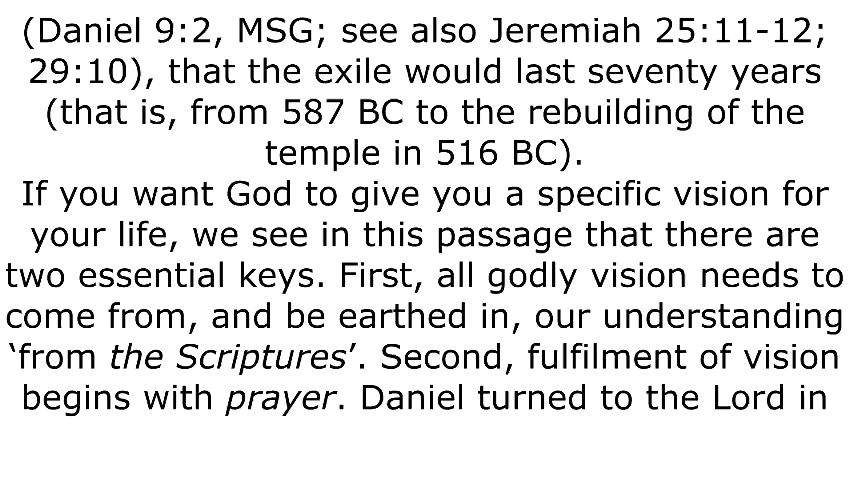 (Daniel 9:2, MSG; see also Jeremiah 25:11-12;
29:10), that the exile would last seventy years
(that is, from 587 BC to the rebuilding of the
temple in 516 BC).
If you want God to give you a specific vision for
your life, we see in this passage that there are
two essential keys. First, all godly vision needs to
come from, and be earthed in, our understanding
‘from the Scriptures’. Second, fulfilment of vision
begins with prayer. Daniel turned to the Lord in